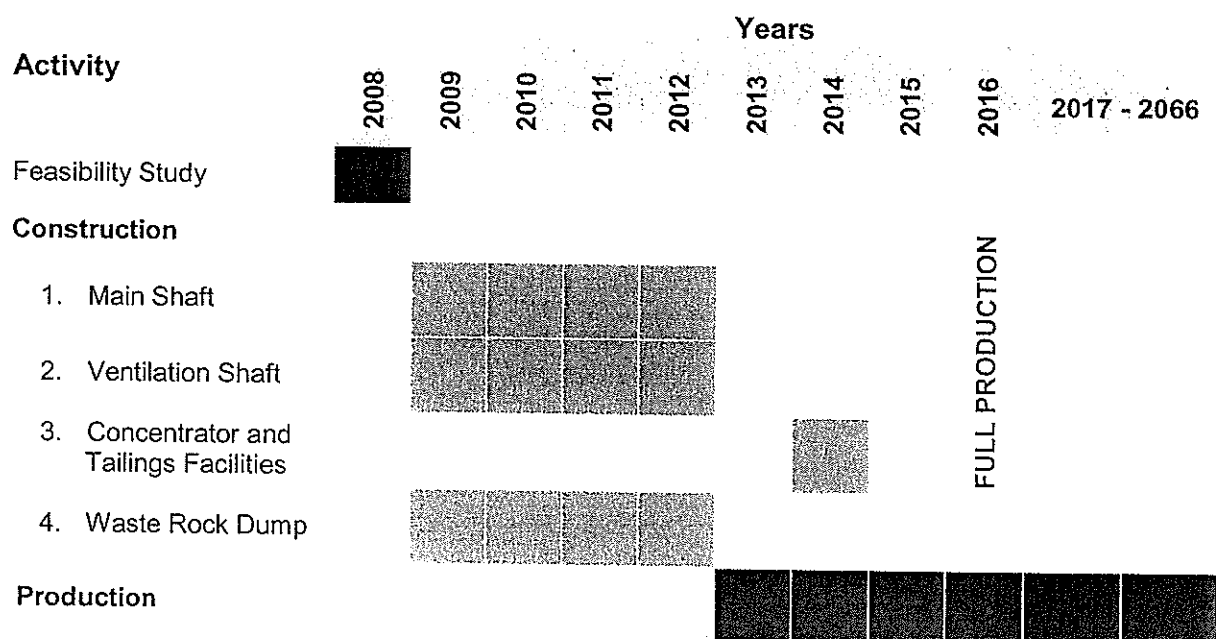 Years
Activity
2008 2009 2010 2011 2012 2013 2014 2015 2016 2017 - 2066
Feasibility Study
Construction
1. Main Shaft
2. Ventilation Shaft
3. Concentrator and
Tailings Facilities
4. Waste Rock Dump
FULL PRODUCTION
Production